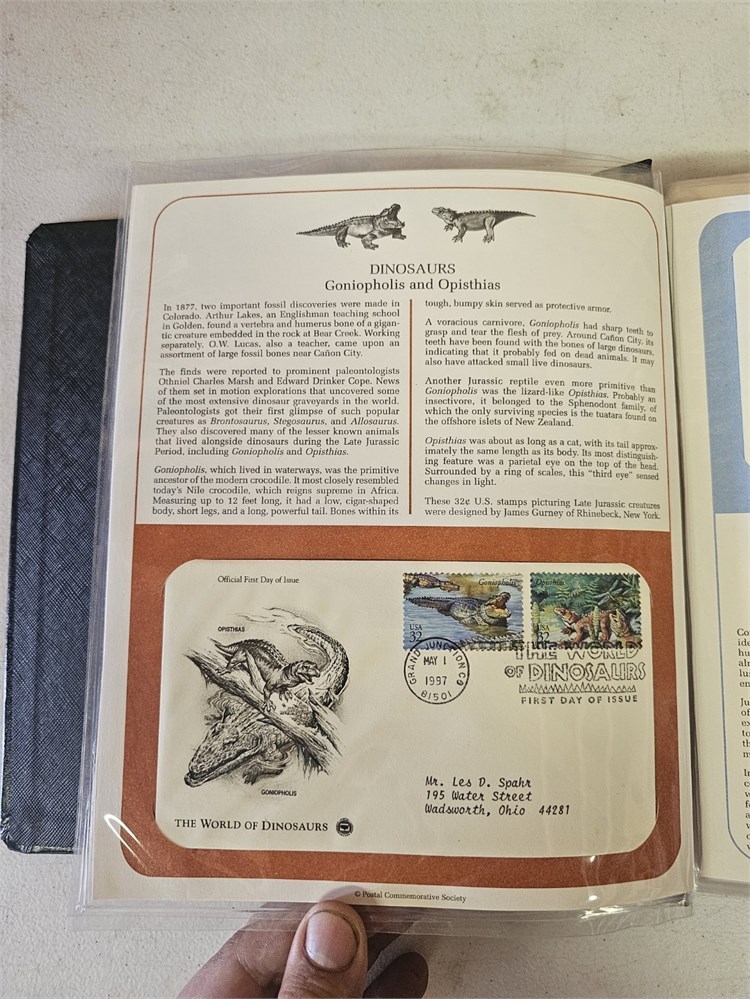 DINOSAURS
Goniopholis and Opisthias
In 1877, two important fossil discoveries were made in
Colorado. Arthur Lakes, an Englishman teaching school
in Golden, found a vertebra and humerus bone of a gigan-
tic creature embedded in the rock at Bear Creek. Working
separately, O.W. Lucas, also a teacher, came upon an
assortment of large fossil bones near Cañon City.
The finds were reported to prominent paleontologists
Othniel Charles Marsh and Edward Drinker Cope. News
of them set in motion explorations that uncovered some
of the most extensive dinosaur graveyards in the world.
Paleontologists got their first glimpse of such popular
creatures as Brontosaurus, Stegosaurus, and Allosaurus.
They also discovered many of the lesser known animals
that lived alongside dinosaurs during the Late Jurassic
Period, including Goniopholis and Opisthias.
Goniopholis, which lived in waterways, was the primitive
ancestor of the modern crocodile. It most closely resembled
today's Nile crocodile, which reigns supreme in Africa.
Measuring up to 12 feet long, it had a low, cigar-shaped
body, short legs, and a long, powerful tail. Bones within its
tough, bumpy skin served as protective armor.
A voracious carnivore, Goniopholis had sharp teeth to
grasp and tear the flesh of prey. Around Cañon City, its
teeth have been found with the bones of large dinosaurs,
indicating that it probably fed on dead animals. It may
also have attacked small live dinosaurs.
Another Jurassic reptile even more primitive than
Goniopholis was the lizard-like Opisthias. Probably an
insectivore, it belonged to the Sphenodont family, of
which the only surviving species is the tuatara found on
the offshore islets of New Zealand.
Opisthias was about as long as a cat, with its tail approx-
imately the same length as its body. Its most distinguish-
ing feature was a parietal eye on the top of the head.
Surrounded by a ring of scales, this "third eye" sensed
changes in light.
These 32¢ U.S. stamps picturing Late Jurassic creatures
were designed by James Gurney of Rhinebeck, New York.
Official First Day of Issue
OPISTHIAS
GONIOPHOLIS
THE WORLD OF DINOSAURS
Goniopholis
USA
32
Opisthias
USA
32
GRAND JUNCTION CO
MAY 1
1997
81501
THE WORLD
OF DINOSAURS
FIRST DAY OF ISSUE
Mr. Les D. Spahr
195 Water Street
Wadsworth, Ohio 44281
© Postal Commemorative Society